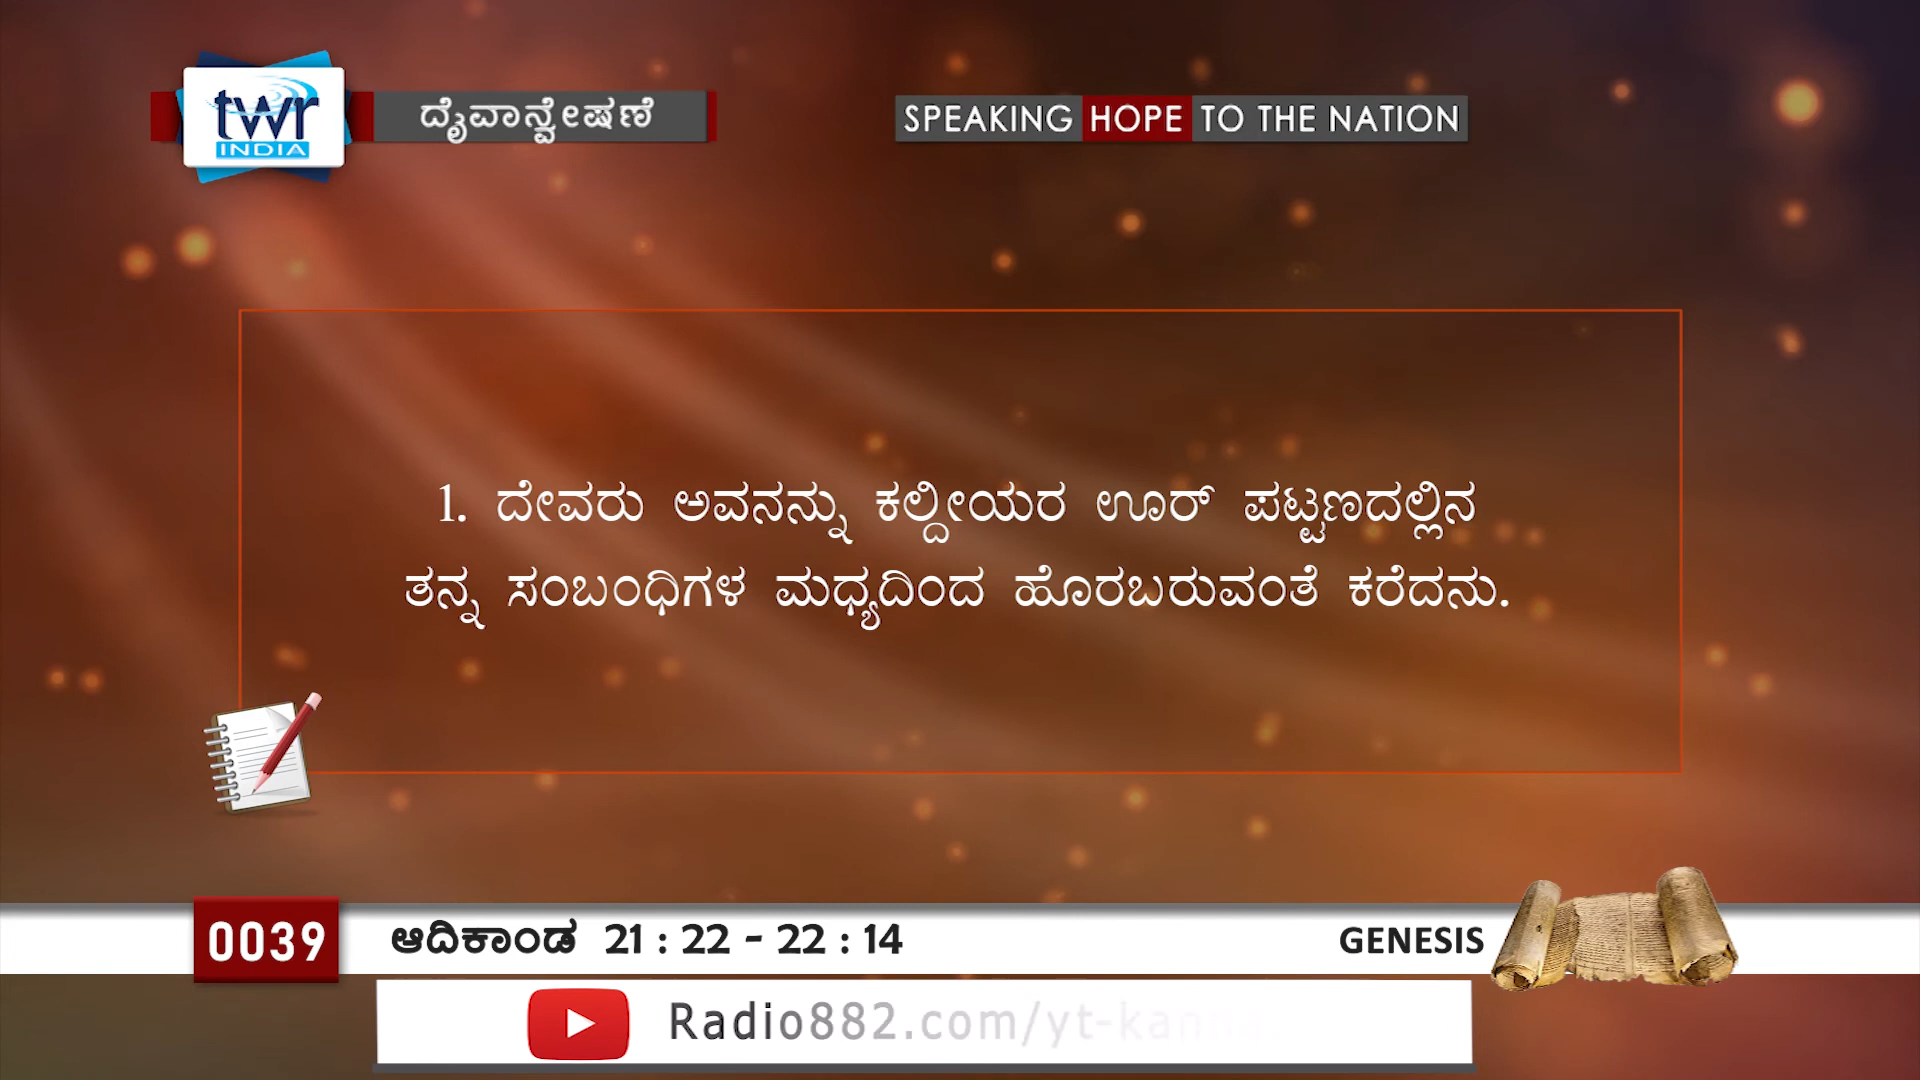 twr
INDIA
ದೈವಾನ್ವೇಷಣೆ
SPEAKING HOPE TO THE NATION
1. ದೇವರು ಅವನನ್ನು ಕಲ್ದೀಯರ ಊರ್ ಪಟ್ಟಣದಲ್ಲಿನ
ತನ್ನ ಸಂಬಂಧಿಗಳ ಮಧ್ಯದಿಂದ ಹೊರಬರುವಂತೆ ಕರೆದನು.
0039
ಆದಿಕಾಂಡ 21 : 22 - 22 : 14
GENESIS
Radio882.com/yt-kanna